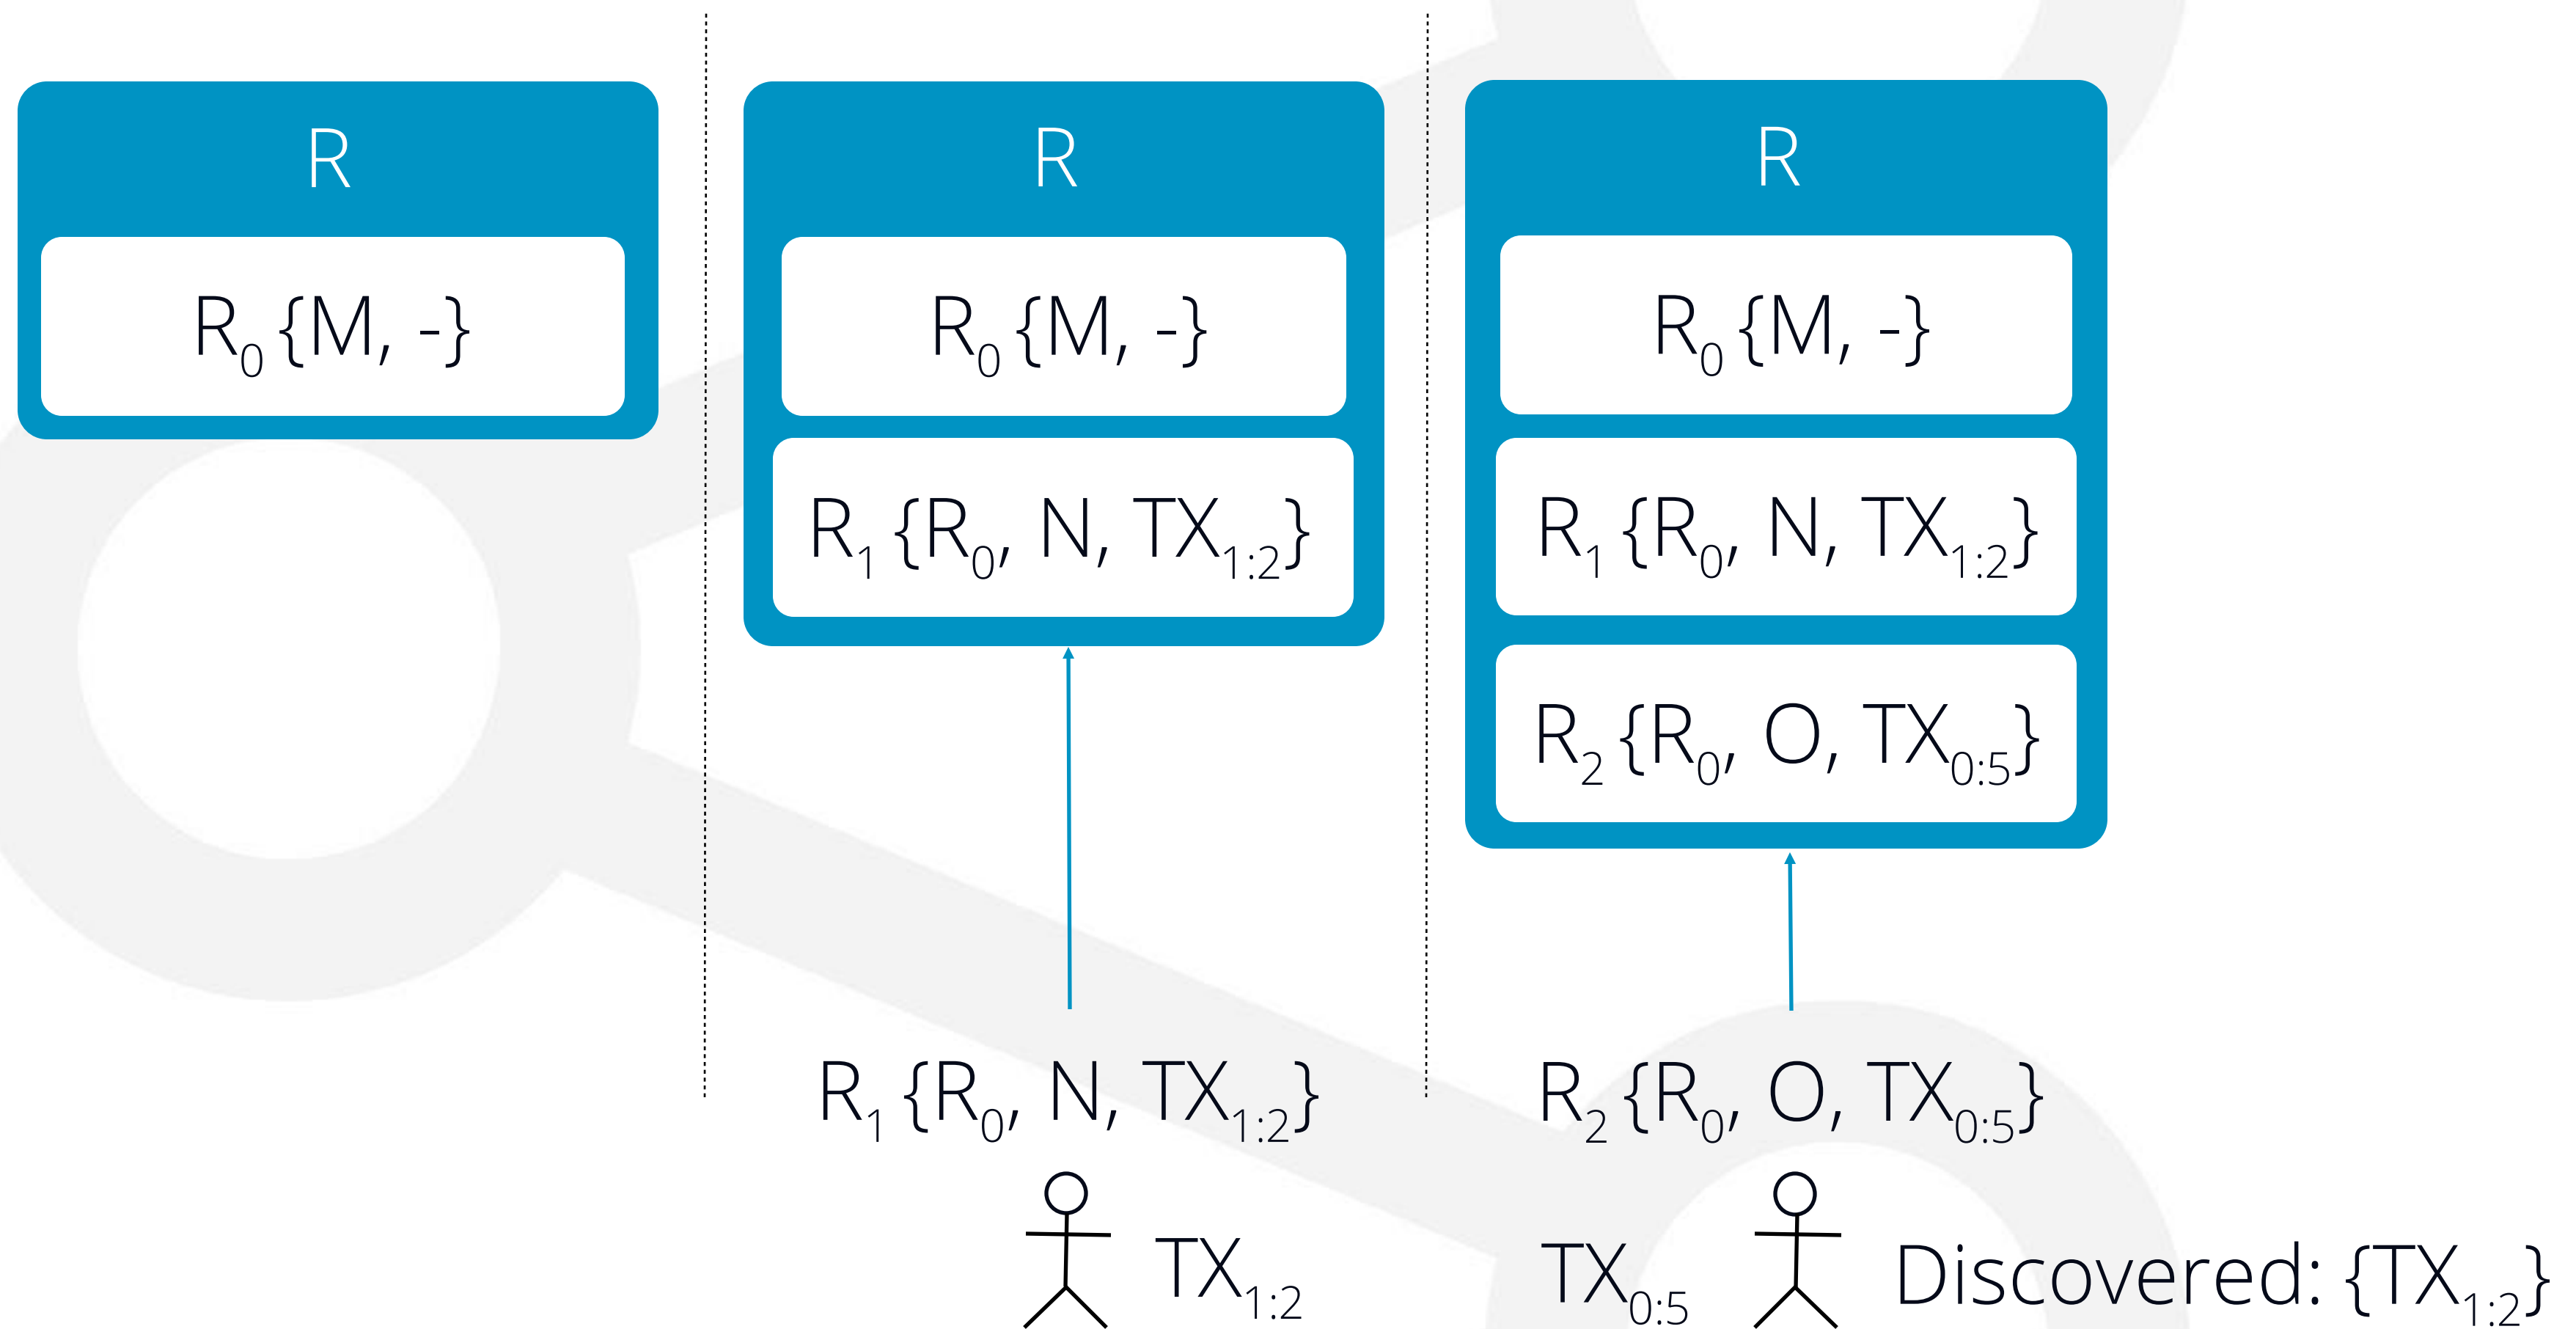 R
R₀ {M, -}
R
R₀ {M, -}
R₁ {R₀, N, TX₁:₂}
R₁ {R₀, N, TX₁:₂}
TX₁:₂
R
R₀ {M, -}
R₁ {R₀, N, TX₁:₂}
R₂ {R₀, O, TX₀:₅}
R₂ {R₀, O, TX₀:₅}
TX₀:₅
Discovered: {TX₁:₂}